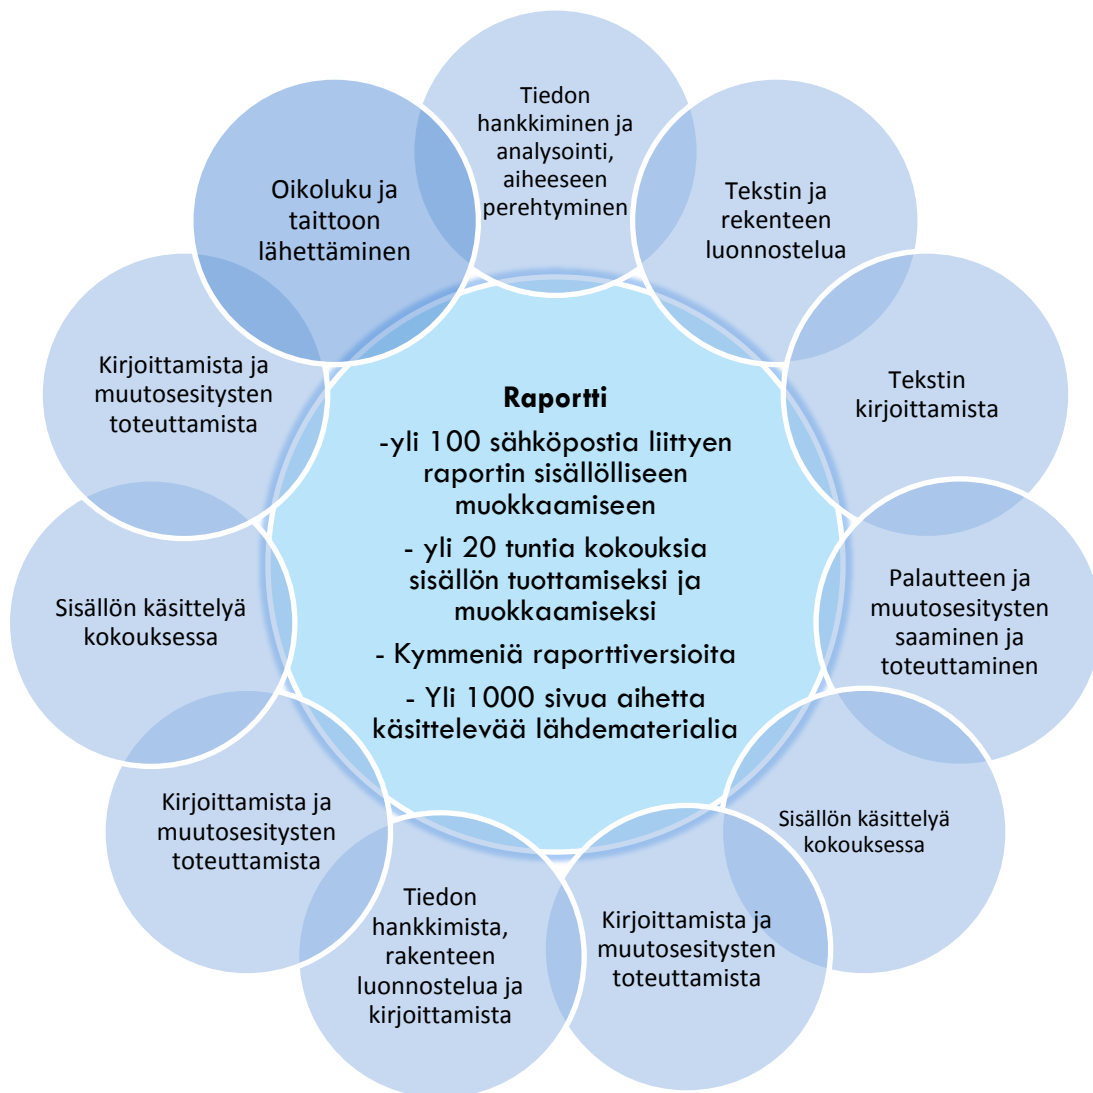 Tiedon
hankkiminen ja
analysointi,
aiheeseen
perehtyminen
Tekstin ja
rekenteen
luonnostelua
Tekstin
kirjoittamista
Palautteen ja
muutosesitysten
saaminen ja
toteuttaminen
Sisällön käsittelyä
kokouksessa
Kirjoittamista ja
muutosesitysten
toteuttamista
Tiedon
hankkimista,
rakenteen
luonnostelua ja
kirjoittamista
Kirjoittamista ja
muutosesitysten
toteuttamista
Sisällön käsittelyä
kokouksessa
Kirjoittamista ja
muutosesitysten
toteuttamista
Oikoluku ja
taittoon
lähettäminen
Raportti
-yli 100 sähköpostia liittyen
raportin sisällölliseen
muokkaamiseen
- yli 20 tuntia kokouksia
sisällön tuottamiseksi ja
muokkaamiseksi
- Kymmeniä raporttiversioita
- Yli 1000 sivua aihetta
käsittelevää lähdematerialia